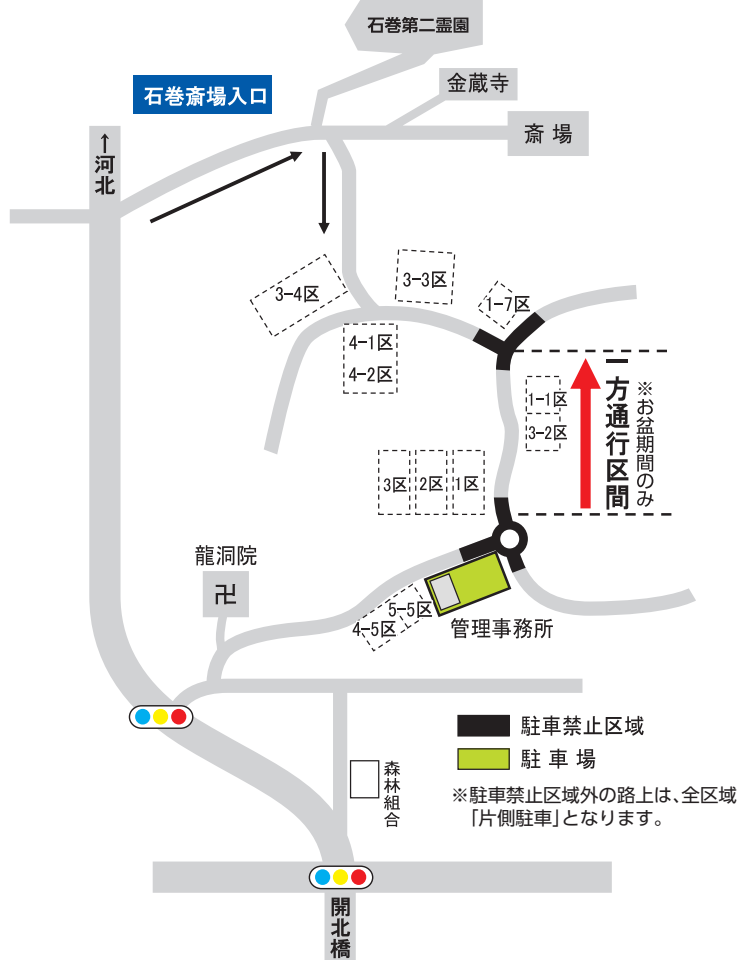 石巻第二霊園
金蔵寺
石巻斎場入口
斎場
↑河北
3-3区
3-4区
1-7区
4-1区
4-2区
1-1区
3-2区
一方通行区間
※お盆期間のみ
3区
2区
1区
龍洞院
卍
5-5区
4-5区
管理事務所
駐車禁止区域
駐車場
森林組合
※駐車禁止区域外の路上は、全区域
「片側駐車」となります。
開北橋